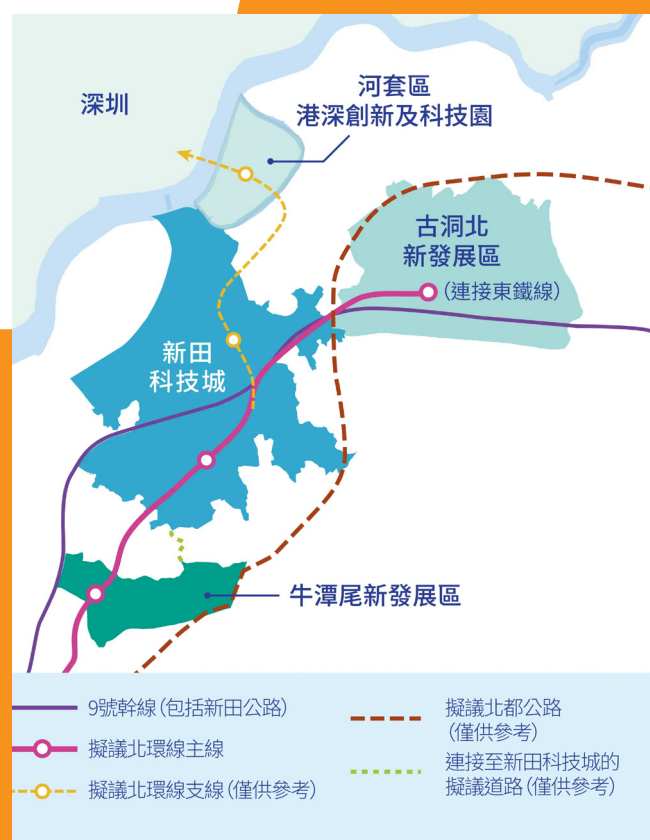 深圳
河套區
港深創新及科技園
古洞北
新發展區
(連接東鐵線)
新田
科技城
牛潭尾新發展區
9號幹線(包括新田公路)
擬議北環線主線
擬議北環線支線(僅供參考)
擬議北都公路
(僅供參考)
連接至新田科技城的
擬議道路(僅供參考)